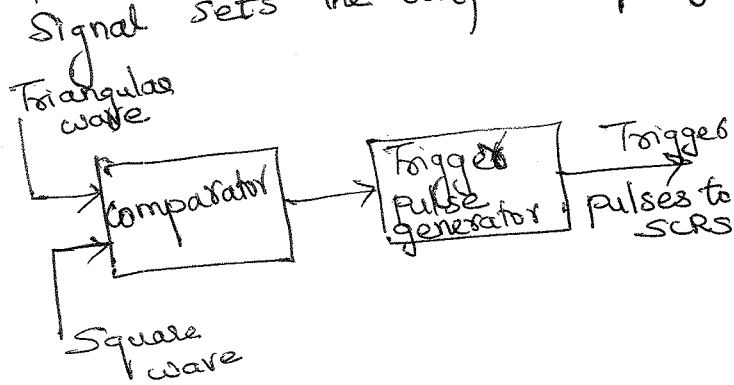 Signal sets the
Triangular
wave
Comparator
Trigger
pulse
generator
Trigger
pulses to
SCRS
Square
wave